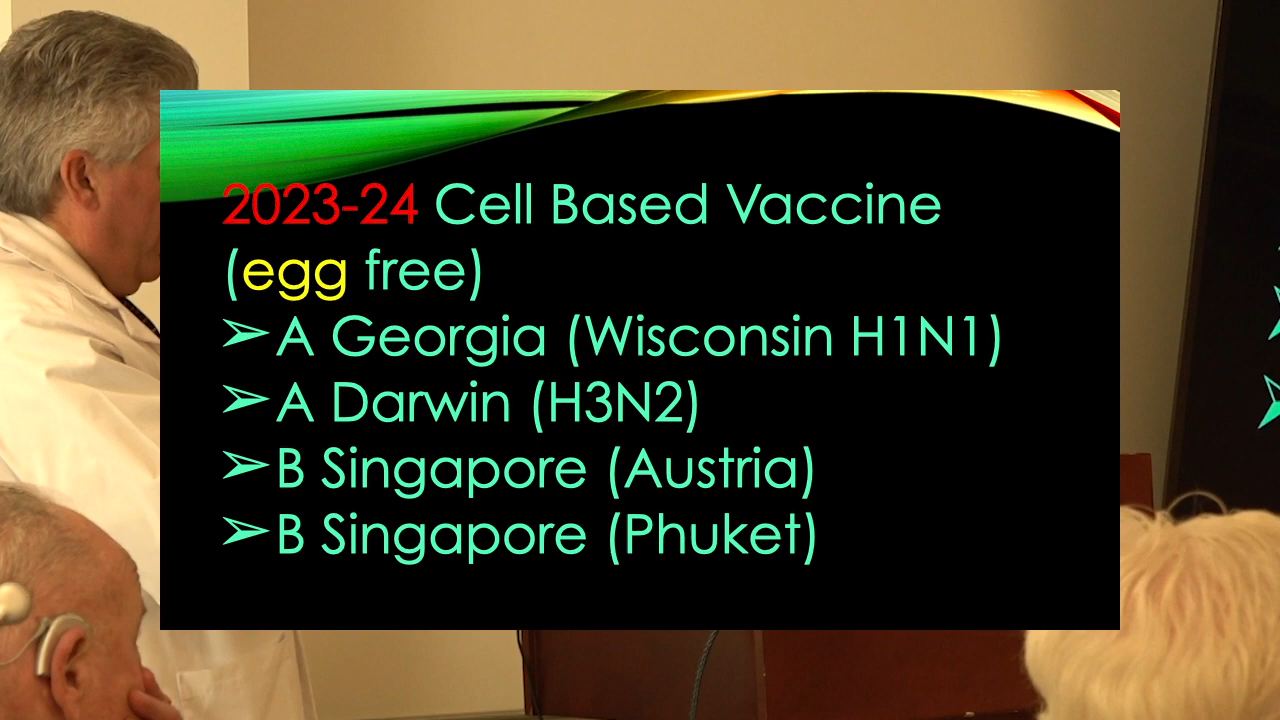 2023-24 Cell Based Vaccine
(egg free)
➢A Georgia (Wisconsin H1N1)
➢A Darwin (H3N2)
➢B Singapore (Austria)
➢B Singapore (Phuket)